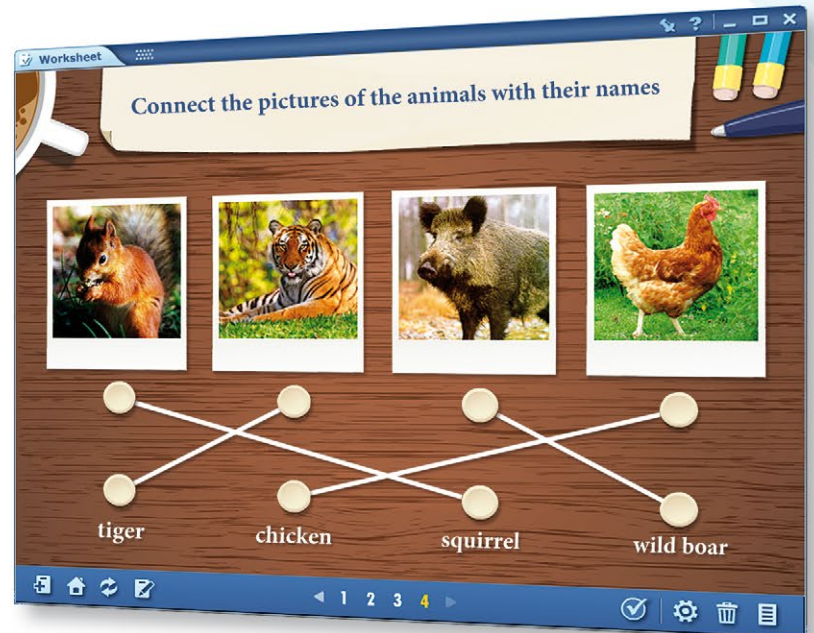 Worksheet
Connect the pictures of the animals with their names
tiger chicken squirrel wild boar
1 2 3 4